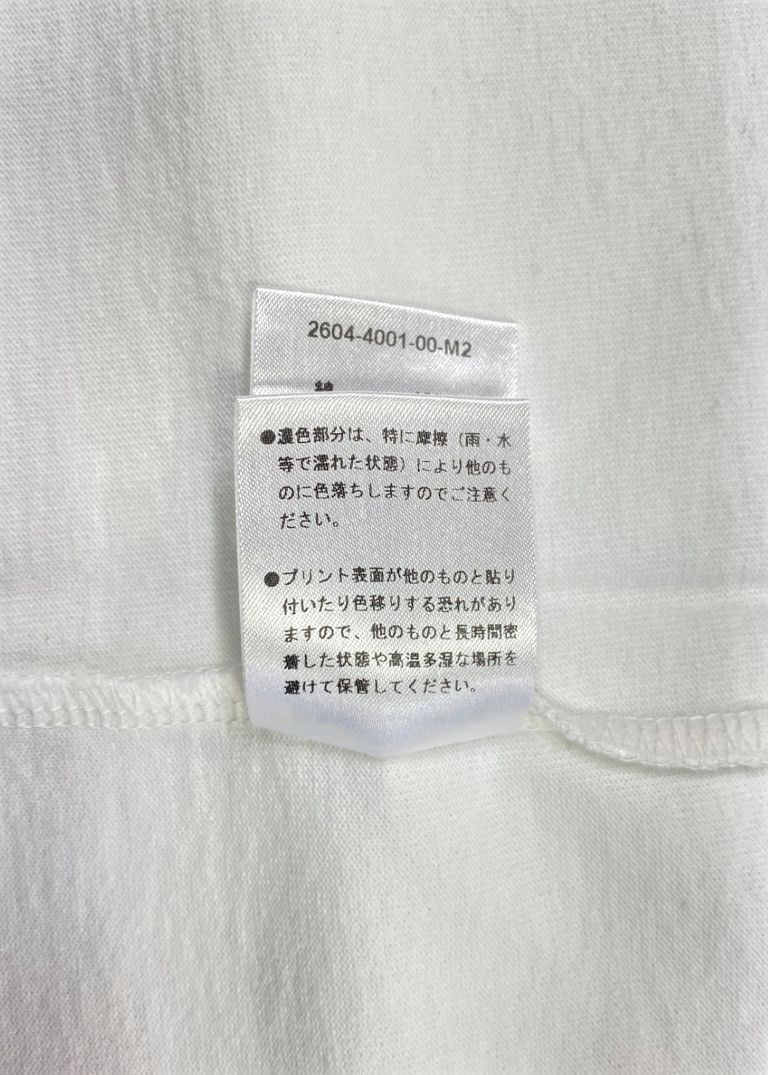 2604-4001-00-M2
●濃色部分は、特に摩擦（雨・水
等で濡れた状態）により他のも
のに色落ちしますのでご注意く
ださい。
●プリント表面が他のものと貼り
付いたり色移りする恐れがあり
ますので、他のものと長時間密
着した状態や高温多湿な場所を
避けて保管してください。